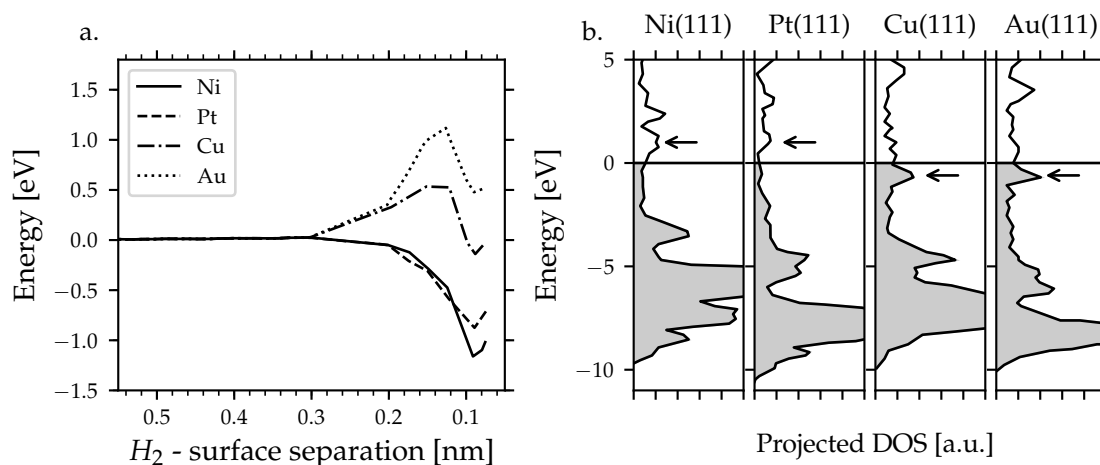 a.
1.5
1.0
0.5
0.0
−0.5
−1.0
−1.5
Energy [eV]
Ni
Pt
Cu
Au
0.5 0.4 0.3 0.2 0.1
H2 - surface separation [nm]
b.
Ni(111) Pt(111) Cu(111) Au(111)
5
0
−5
−10
Energy [eV]
Projected DOS [a.u.]